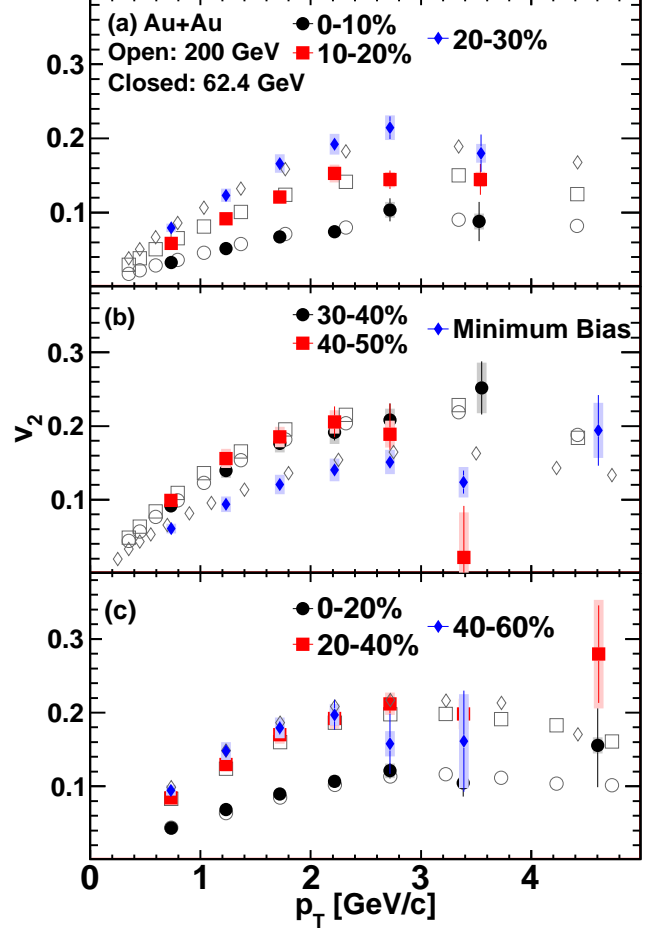 (a) Au+Au
0-10%
20-30%
Open: 200 GeV
10-20%
Closed: 62.4 GeV
0.3
0.2
0.1
(b)
30-40%
Minimum Bias
40-50%
0.3
0.2
0.1
v2
(c)
0-20%
40-60%
20-40%
0.3
0.2
0.1
0 1 2 3 4
pT [GeV/c]